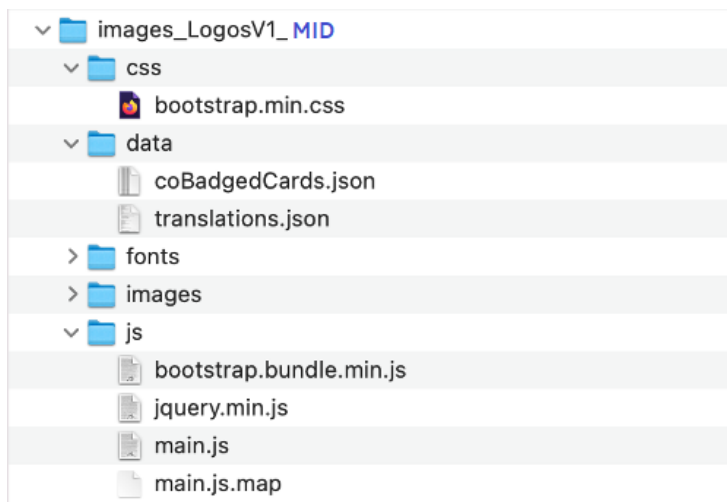 images_LogosV1_ MID
css
bootstrap.min.css
data
coBadgedCards.json
translations.json
fonts
images
js
bootstrap.bundle.min.js
jquery.min.js
main.js
main.js.map